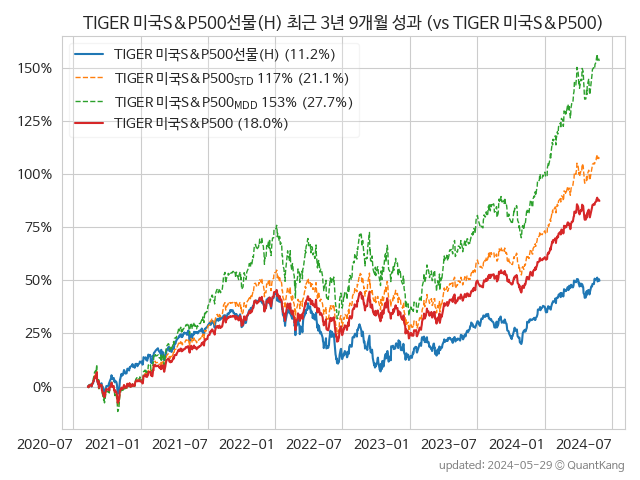 TIGER 미국S&P500선물(H) 최근 3년 9개월 성과 (vs TIGER 미국S&P500)
TIGER 미국S&P500선물(H) (11.2%)
TIGER 미국S&P500STD 117% (21.1%)
TIGER 미국S&P500MDD 153% (27.7%)
TIGER 미국S&P500 (18.0%)
150%
125%
100%
75%
50%
25%
0%
2020-07 2021-01 2021-07 2022-01 2022-07 2023-01 2023-07 2024-01 2024-07
updated: 2024-05-29 © QuantKang